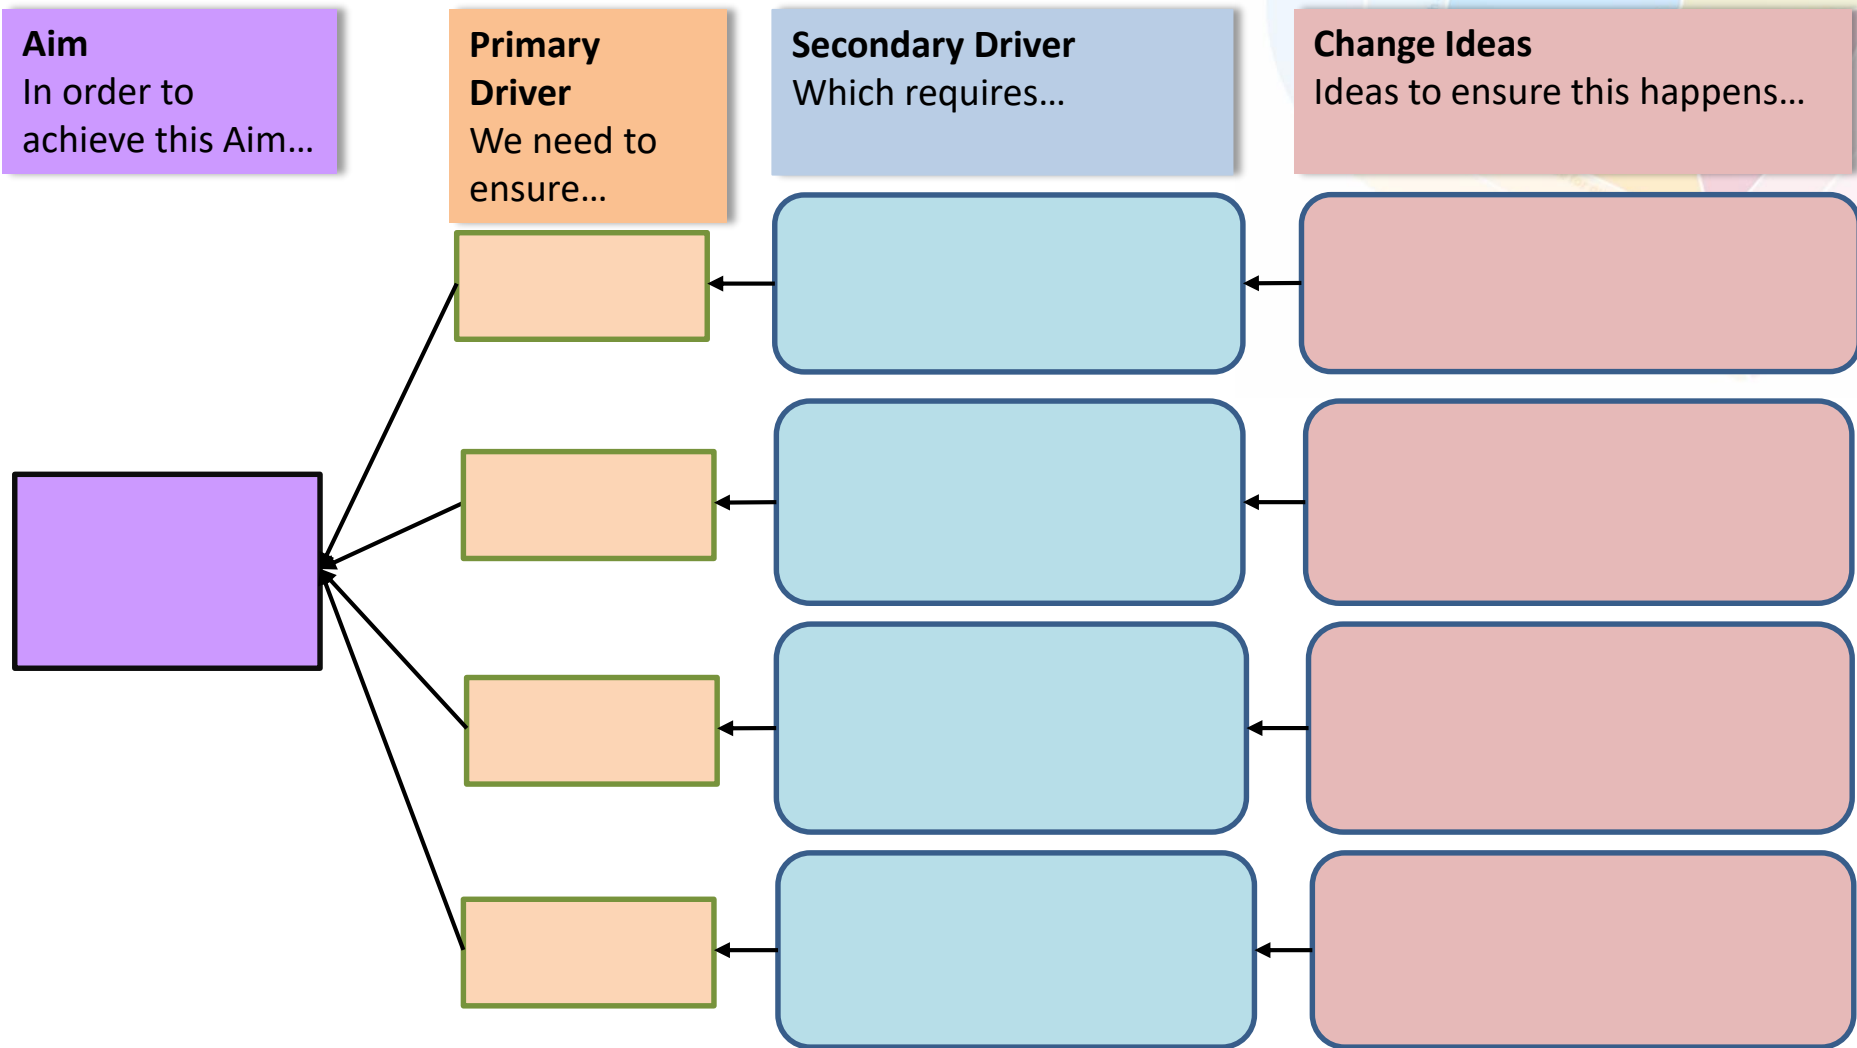 Aim
In order to
achieve this Aim…
Primary
Driver
We need to
ensure…
Secondary Driver
Which requires…
Change Ideas
Ideas to ensure this happens…